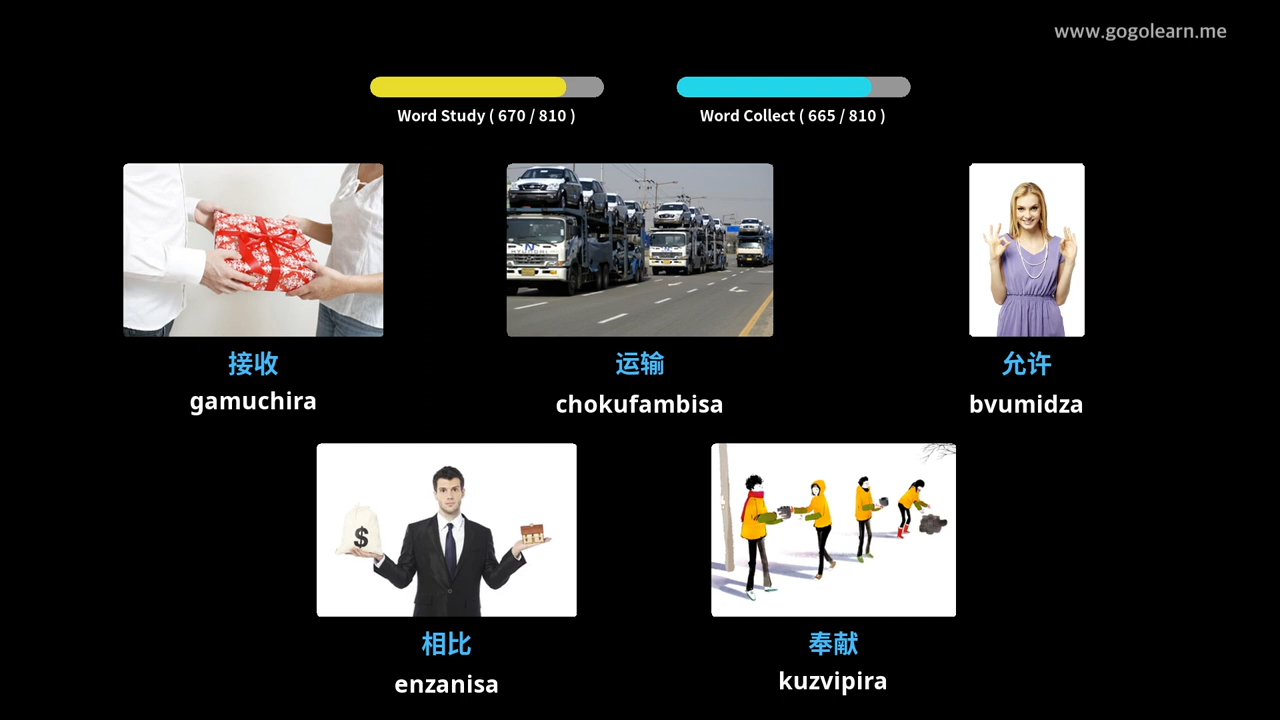 www.gogolearn.me
Word Study ( 670 / 810 )
Word Collect ( 665 / 810 )
接收
gamuchira
运输
chokufambisa
允许
bvumidza
相比
enzanisa
奉献
kuzvipira
HYUNDAI
$